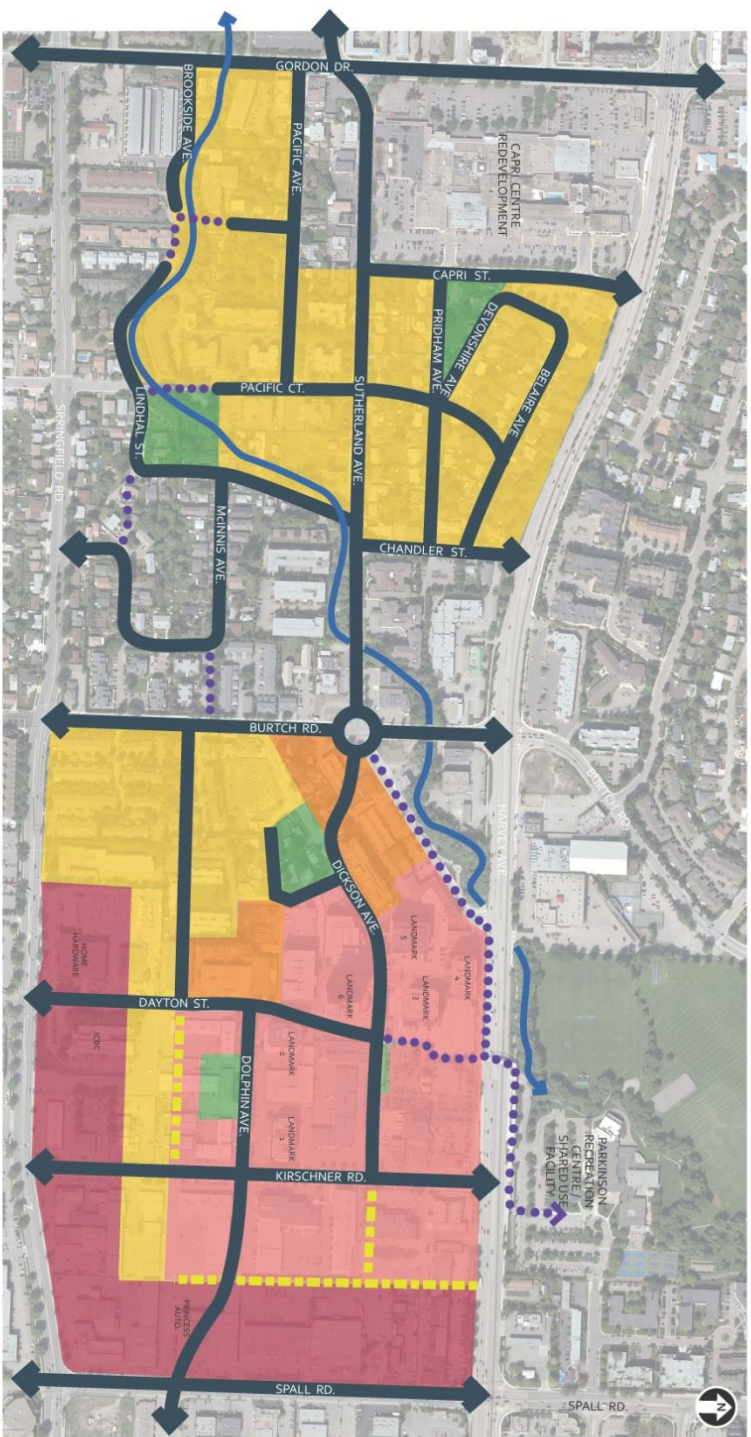 GORDON DR.
BROOKSIDE AVE.
PACIFIC AVE.
CAPRI CENTRE
REDEVELOPMENT
CAPRI ST.
PRIDHAM AVE.
DEVONSHIRE AVE
BELAIRE AVE
PACIFIC CT.
SUTHERLAND AVE.
LINDHAL ST.
SPRINGFIELD RD.
McINNIS AVE.
CHANDLER ST.
BURTCH RD.
HARVEY AVE.
DICKSON AVE.
LANDMARK
5
LANDMARK
4
LANDMARK
3
LANDMARK
6
HOME
HARDWARE
DAYTON ST.
ICBC
LANDMARK
2
LANDMARK
1
DOLPHIN AVE.
PARKINSON
RECREATION
CENTRE /
SHARED USE
FACILITY
KIRSCHNER RD.
PRINCESS
AUTO
SPALL RD.
SPALL RD.
N